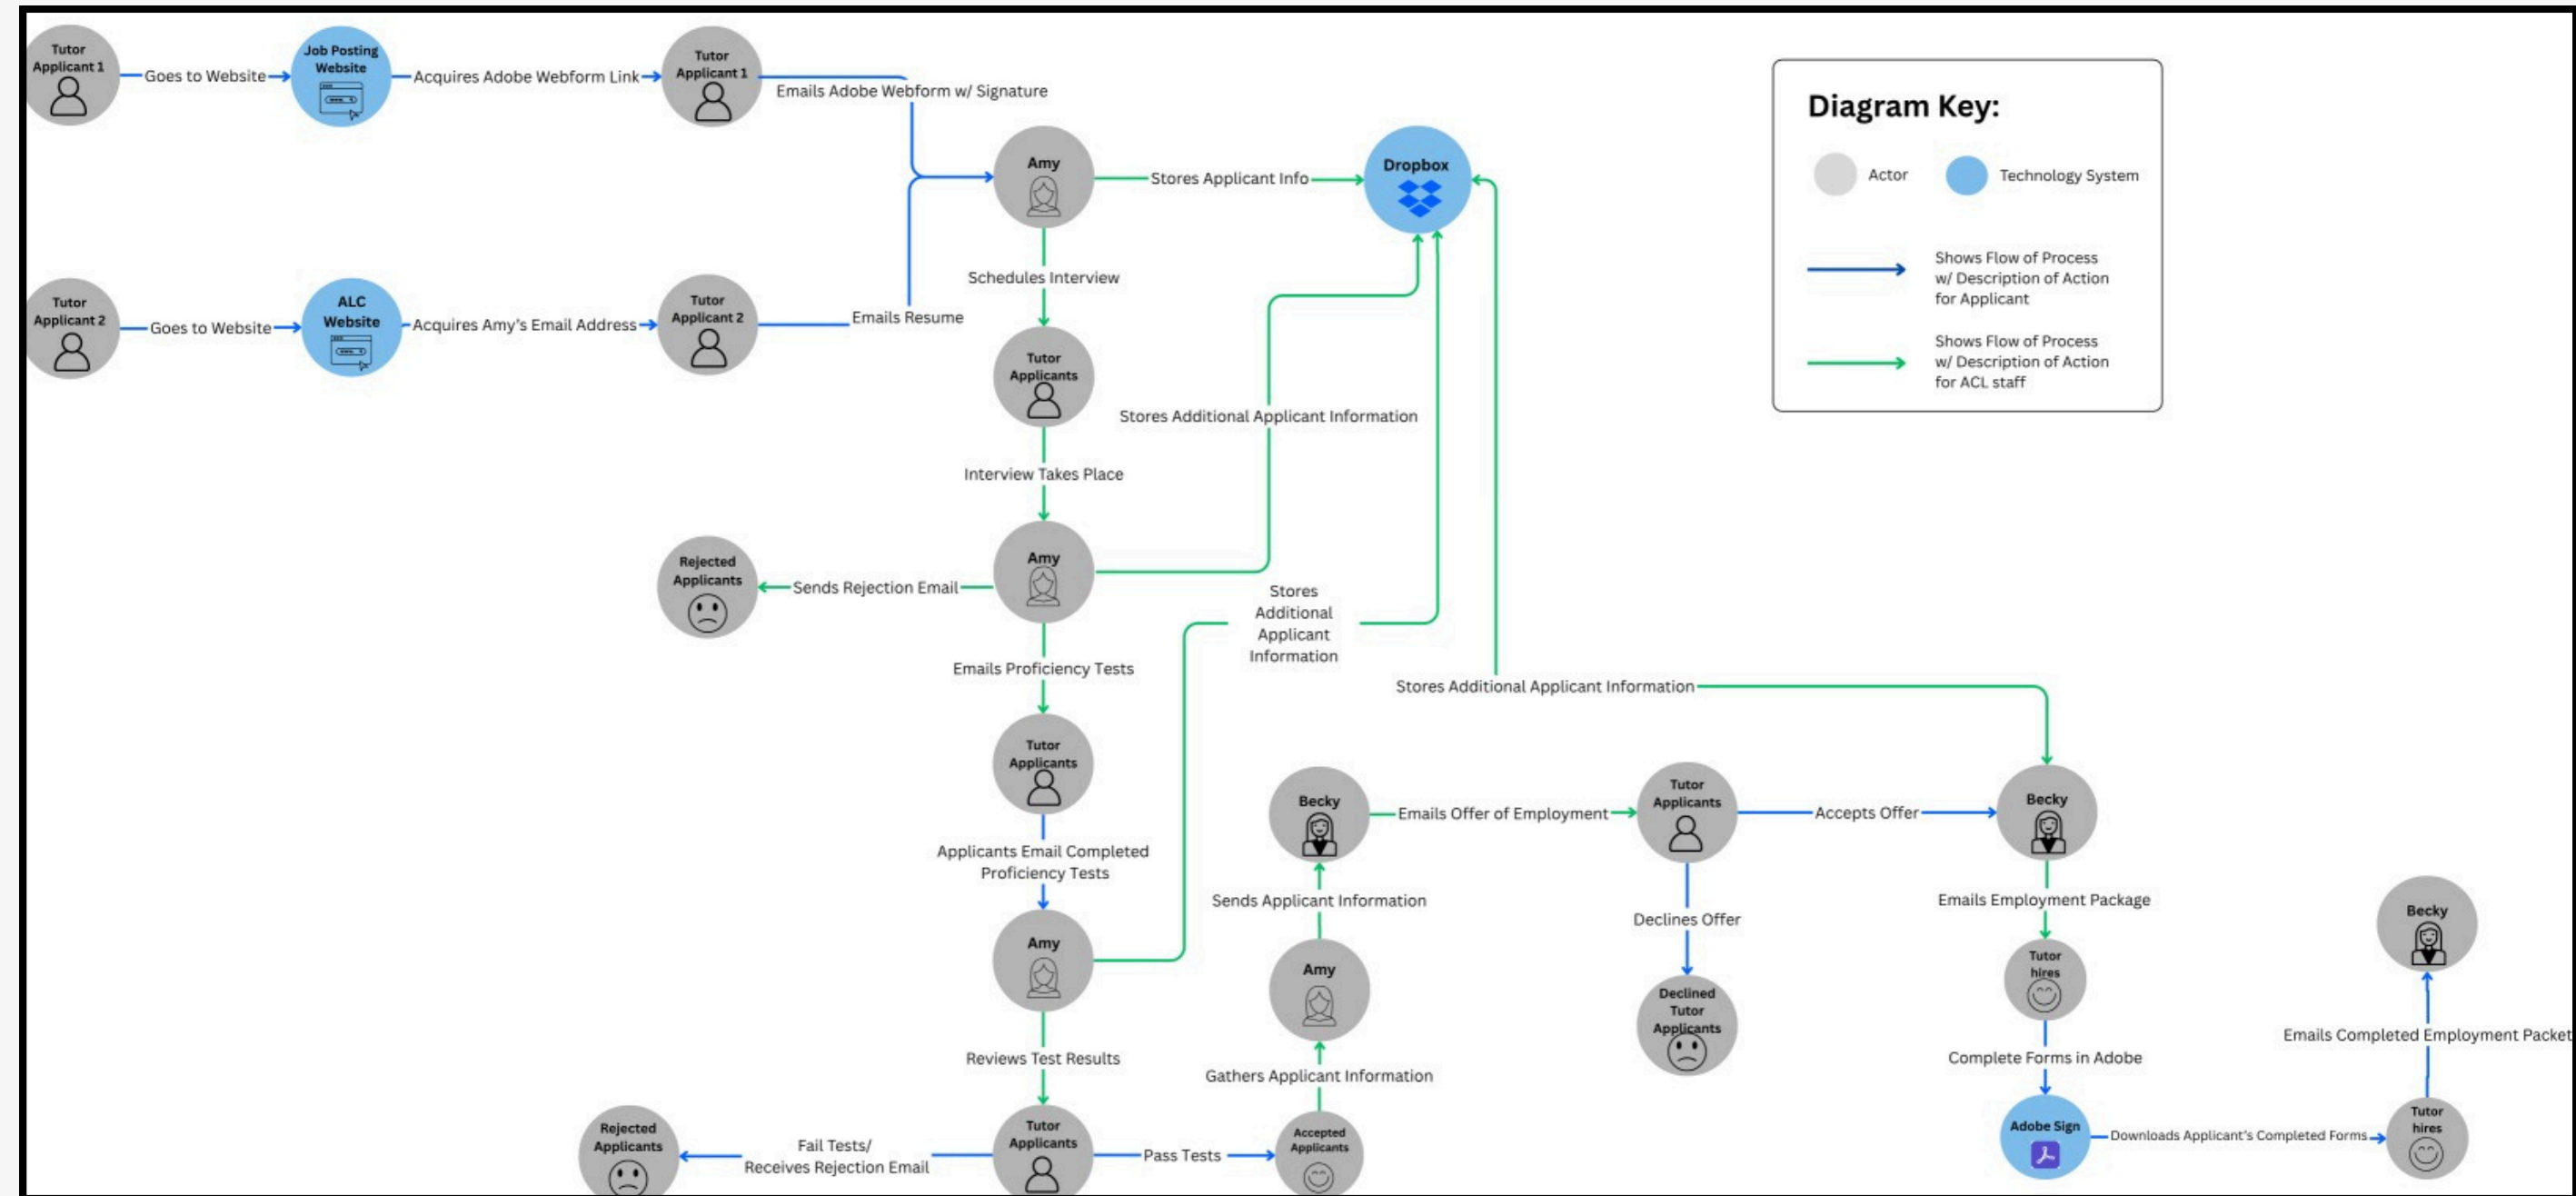 Tutor
Applicant 1
Goes to Website
Job Posting
Website
Acquires Adobe Webform Link
Tutor
Applicant 1
Emails Adobe Webform w/ Signature
Diagram Key:
Actor
Technology System
Shows Flow of Process
w/ Description of Action
for Applicant
Shows Flow of Process
w/ Description of Action
for ACL staff
Amy
Stores Applicant Info
Dropbox
Tutor
Applicant 2
Goes to Website
ALC
Website
Acquires Amy's Email Address
Tutor
Applicant 2
Emails Resume
Schedules Interview
Tutor
Applicants
Stores Additional Applicant Information
Interview Takes Place
Amy
Sends Rejection Email
Rejected
Applicants
Stores
Additional
Applicant
Information
Emails Proficiency Tests
Stores Additional Applicant Information
Tutor
Applicants
Applicants Email Completed
Proficiency Tests
Amy
Reviews Test Results
Tutor
Applicants
Fail Tests/
Receives Rejection Email
Rejected
Applicants
Pass Tests
Accepted
Applicants
Gathers Applicant Information
Amy
Sends Applicant Information
Becky
Emails Offer of Employment
Tutor
Applicants
Accepts Offer
Becky
Declines Offer
Declined
Tutor
Applicants
Emails Employment Package
Tutor
hires
Complete Forms in Adobe
Adobe Sign
Downloads Applicant's Completed Forms
Tutor
hires
Emails Completed Employment Packet
Becky